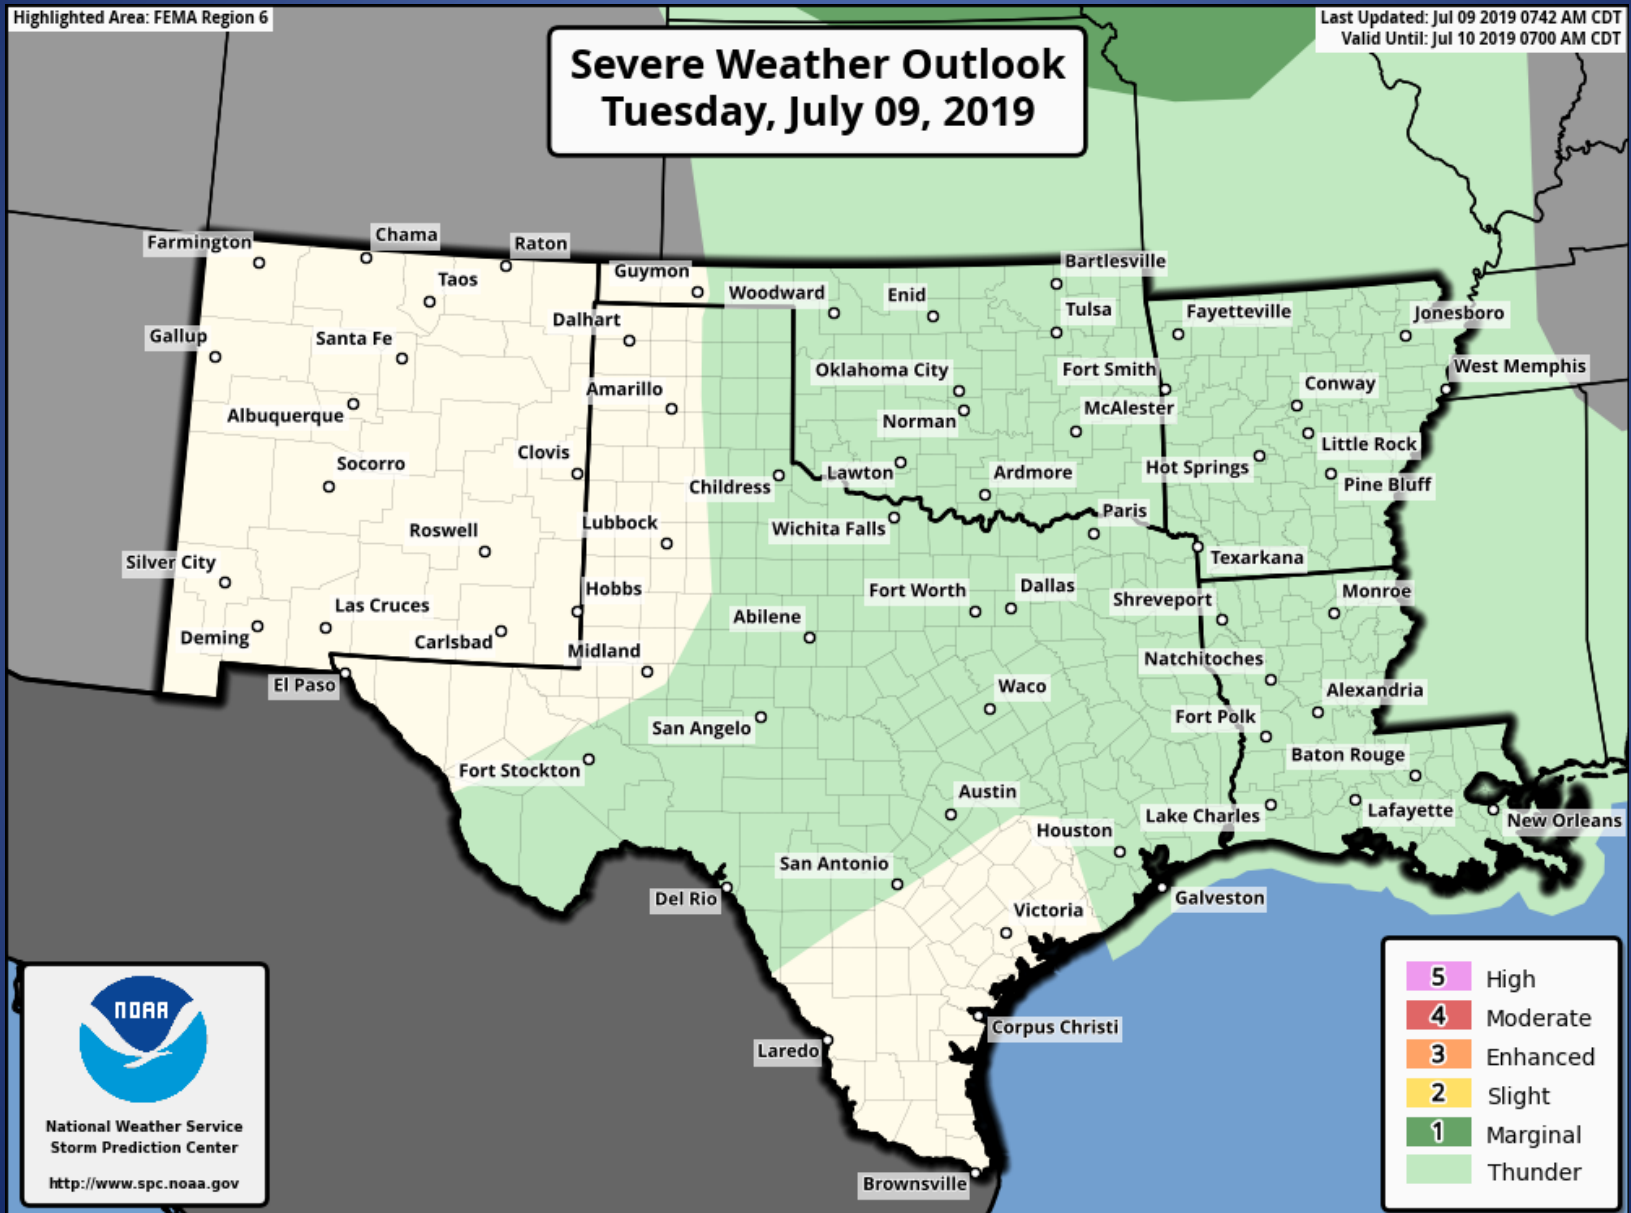 Highlighted Area: FEMA Region 6
Last Updated: Jul 09 2019 0742 AM CDT
Valid Until: Jul 10 2019 0700 AM CDT
Severe Weather Outlook
Tuesday, July 09, 2019
Farmington
Chama
Raton
Taos
Guymon
Woodward
Enid
Bartlesville
Tulsa
Fayetteville
Jonesboro
Gallup
Santa Fe
Dalhart
Oklahoma City
Fort Smith
West Memphis
Albuquerque
Amarillo
Norman
McAlester
Conway
Socorro
Clovis
Childress
Lawton
Ardmore
Hot Springs
Little Rock
Pine Bluff
Roswell
Lubbock
Wichita Falls
Paris
Texarkana
Silver City
Hobbs
Fort Worth
Dallas
Shreveport
Monroe
Las Cruces
Deming
Carlsbad
Midland
Abilene
Natchitoches
El Paso
Waco
Alexandria
San Angelo
Fort Polk
Fort Stockton
Baton Rouge
Austin
Houston
Lake Charles
Lafayette
New Orleans
San Antonio
Del Rio
Galveston
Victoria
Corpus Christi
Laredo
Brownsville
NOAA
National Weather Service
Storm Prediction Center
http://www.spc.noaa.gov
5 High
4 Moderate
3 Enhanced
2 Slight
1 Marginal
Thunder